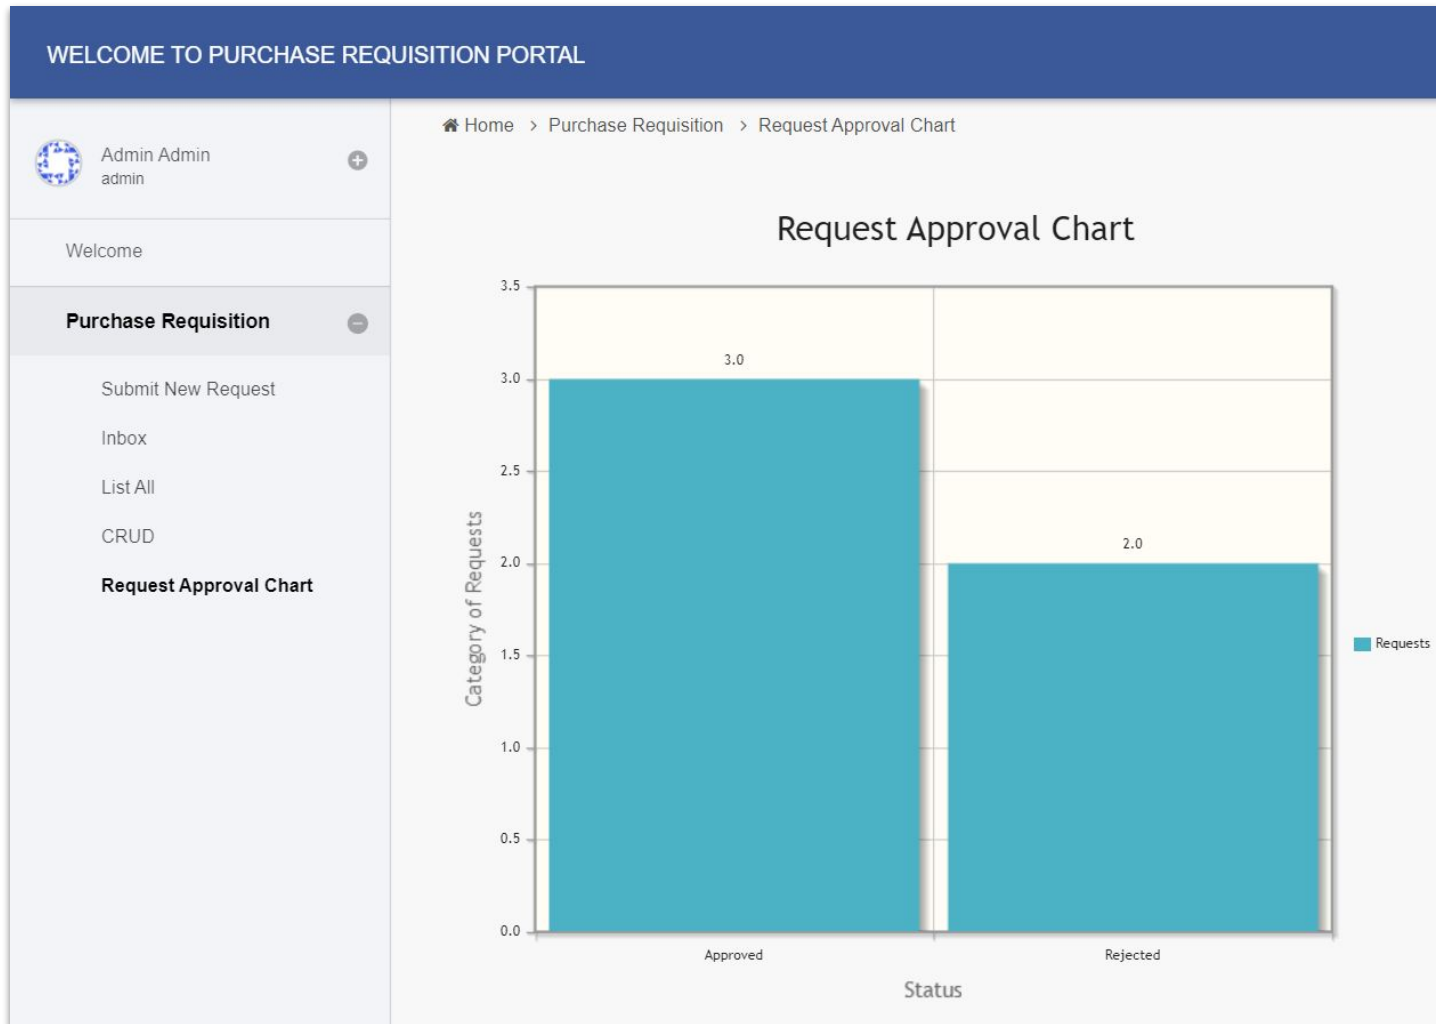 WELCOME TO PURCHASE REQUISITION PORTAL
Admin Admin
admin
Welcome
Purchase Requisition
Submit New Request
Inbox
List All
CRUD
Request Approval Chart
Home > Purchase Requisition > Request Approval Chart
Request Approval Chart
3.5
3.0
2.5
2.0
1.5
1.0
0.5
0.0
Category of Requests
3.0
2.0
Approved
Rejected
Status
Requests